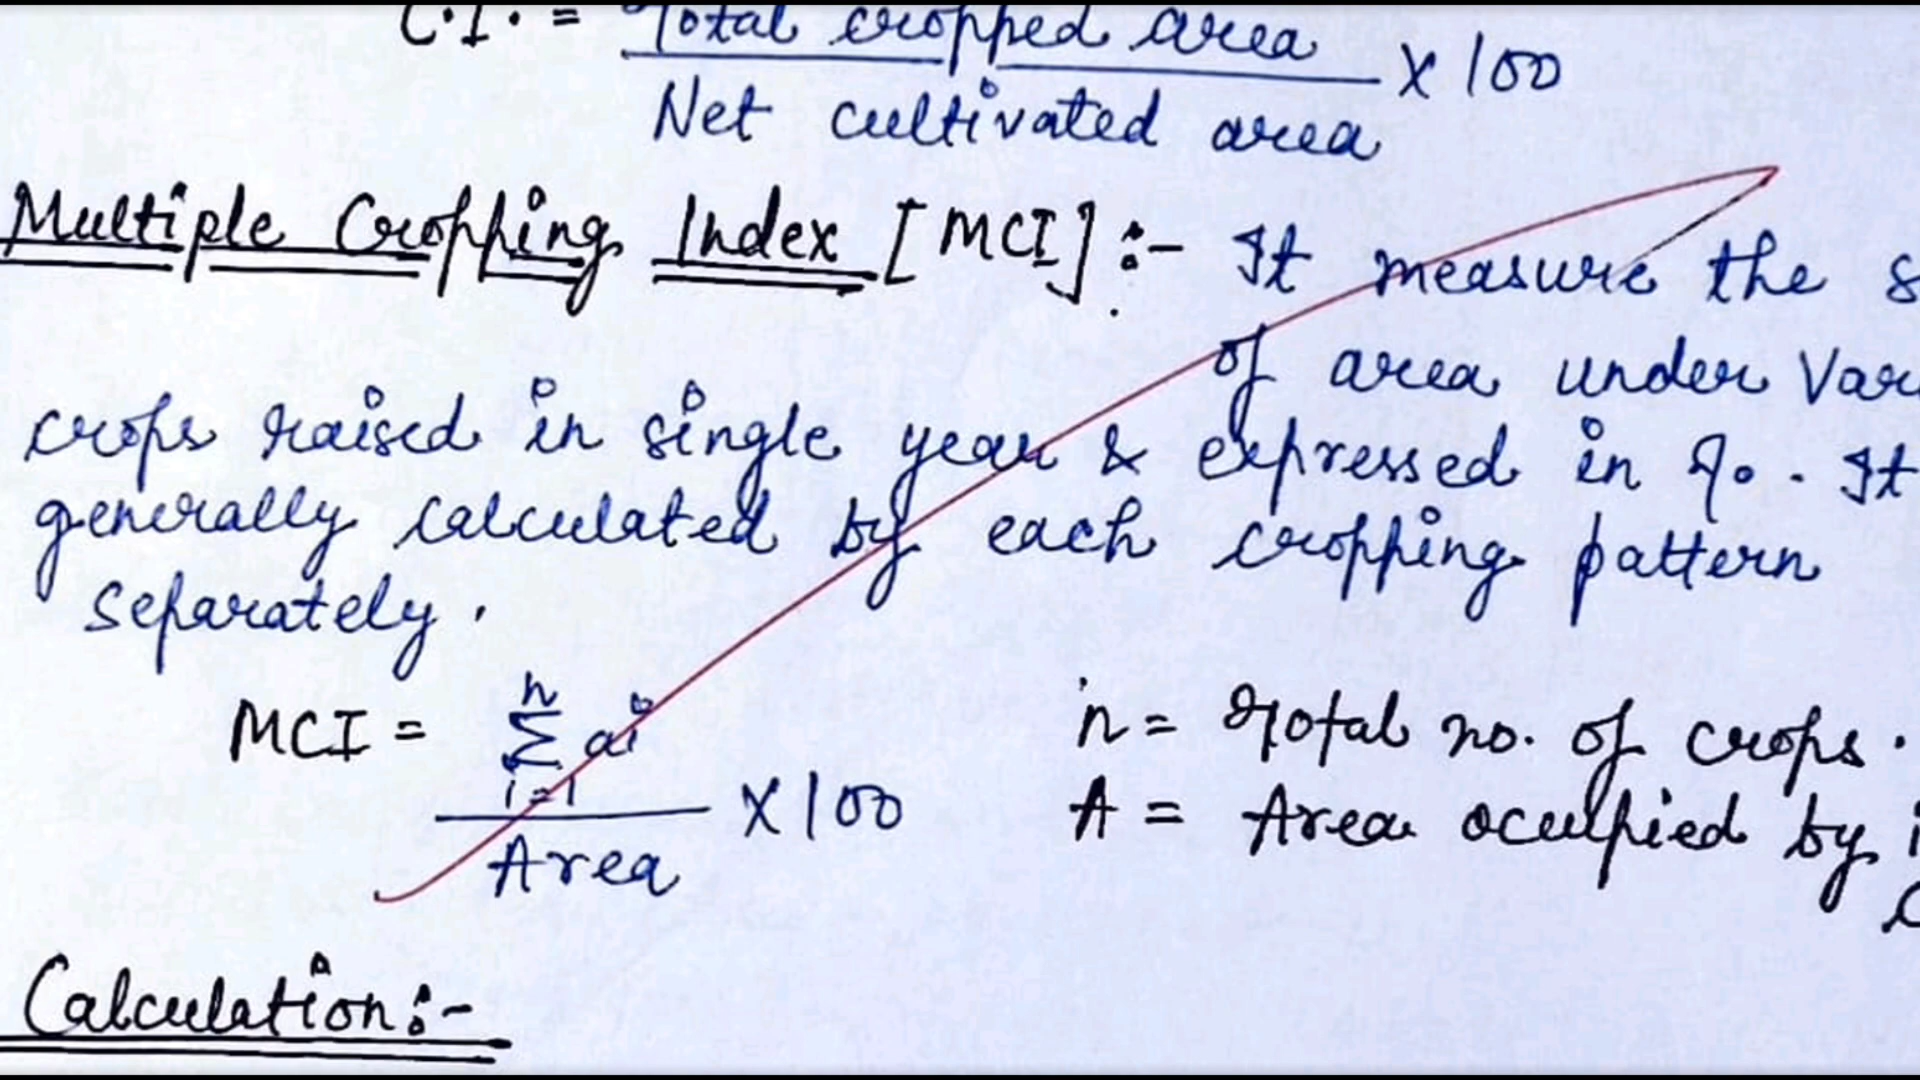 C.I. = Total cropped area
Net cultivated area × 100
Multiple Cropping Index [MCI] :- It measure the
of area under
crops raised in single year & expressed in %. It
generally calculated by each cropping pattern
separately.
MCI = n Σ i=1 ai
Area × 100
n = Total no. of crops.
A = Area ocuupied by
Calculation :-